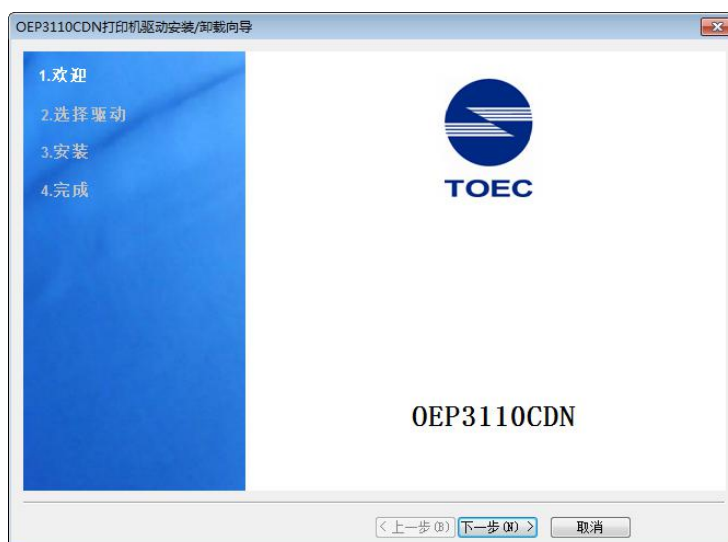 OEP3110CDN打印机驱动安装/卸载向导
1.欢迎
2.选择驱动
3.安装
4.完成
TOEC
OEP3110CDN
< 上一步(B)
下一步(N) >
取消